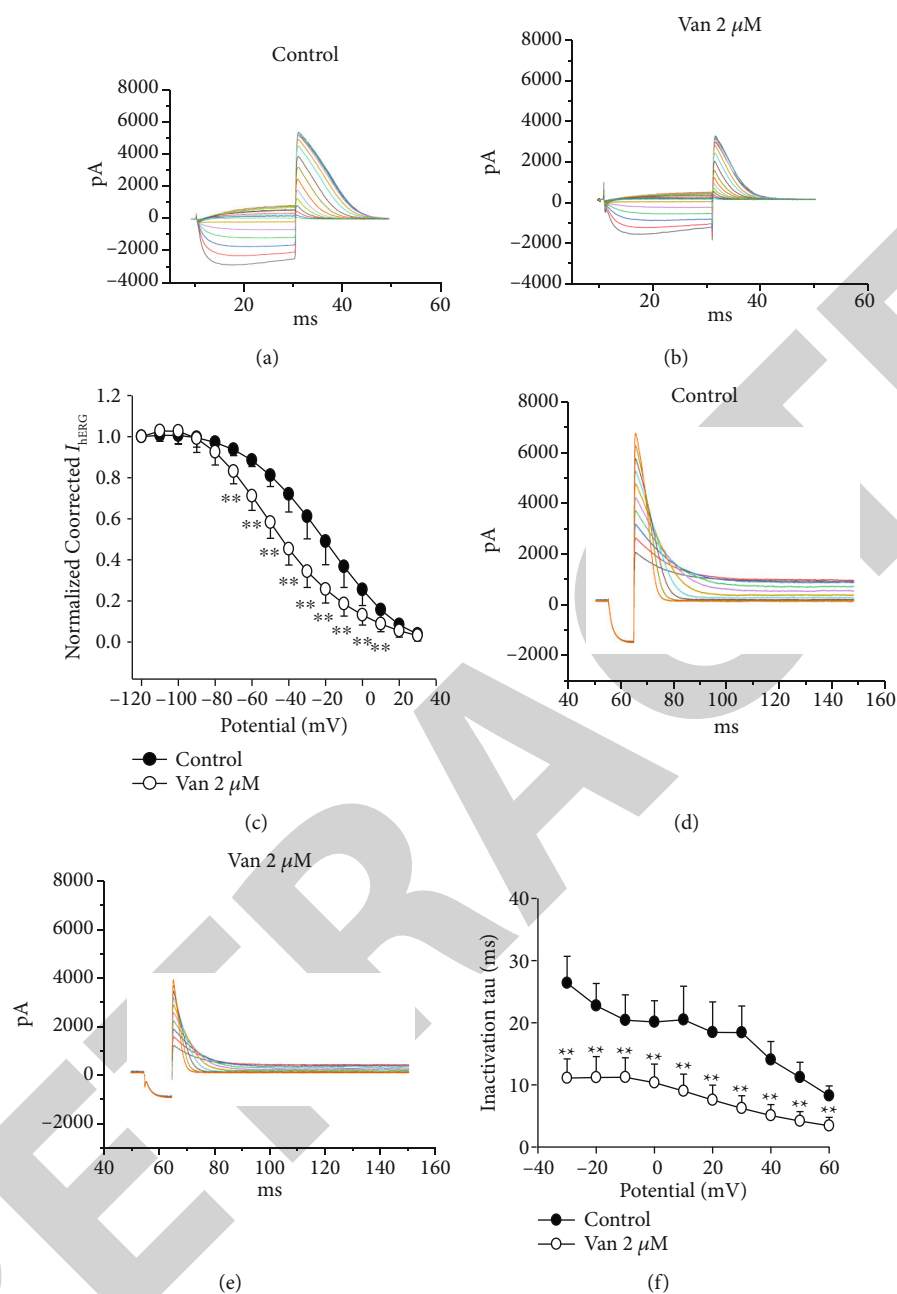 Control
8000
6000
4000
2000
0
−2000
−4000
pA
20
40
60
ms
(a)
Van 2 μM
8000
6000
4000
2000
0
−2000
−4000
pA
20
40
60
ms
(b)
1.2
1.0
0.8
0.6
0.4
0.2
0.0
Normalized Coorrected I_hERG
** ** ** ** ** ** ** ** **
−120 −100 −80 −60 −40 −20 0 20 40
Potential (mV)
Control
Van 2 μM
(c)
Control
8000
6000
4000
2000
0
−2000
pA
40 60 80 100 120 140 160
ms
(d)
Van 2 μM
8000
6000
4000
2000
0
−2000
pA
40 60 80 100 120 140 160
ms
(e)
40
30
20
10
0
Inactivation tau (ms)
** ** ** ** ** ** ** ** ** **
−40 −20 0 20 40 60
Potential (mV)
Control
Van 2 μM
(f)